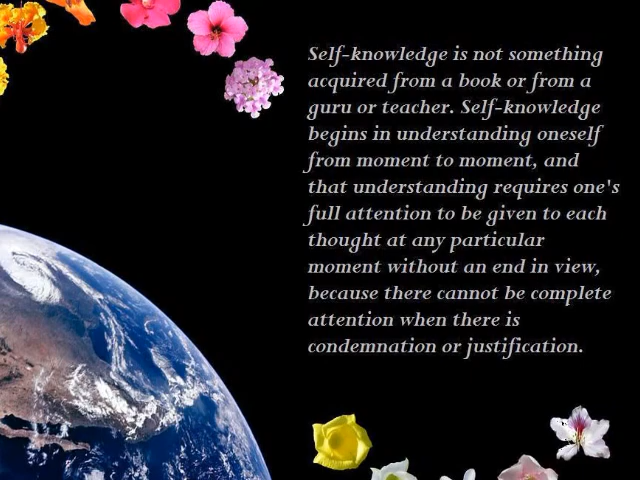 Self-knowledge is not something
acquired from a book or from a
guru or teacher. Self-knowledge
begins in understanding oneself
from moment to moment, and
that understanding requires one's
full attention to be given to each
thought at any particular
moment without an end in view,
because there cannot be complete
attention when there is
condemnation or justification.